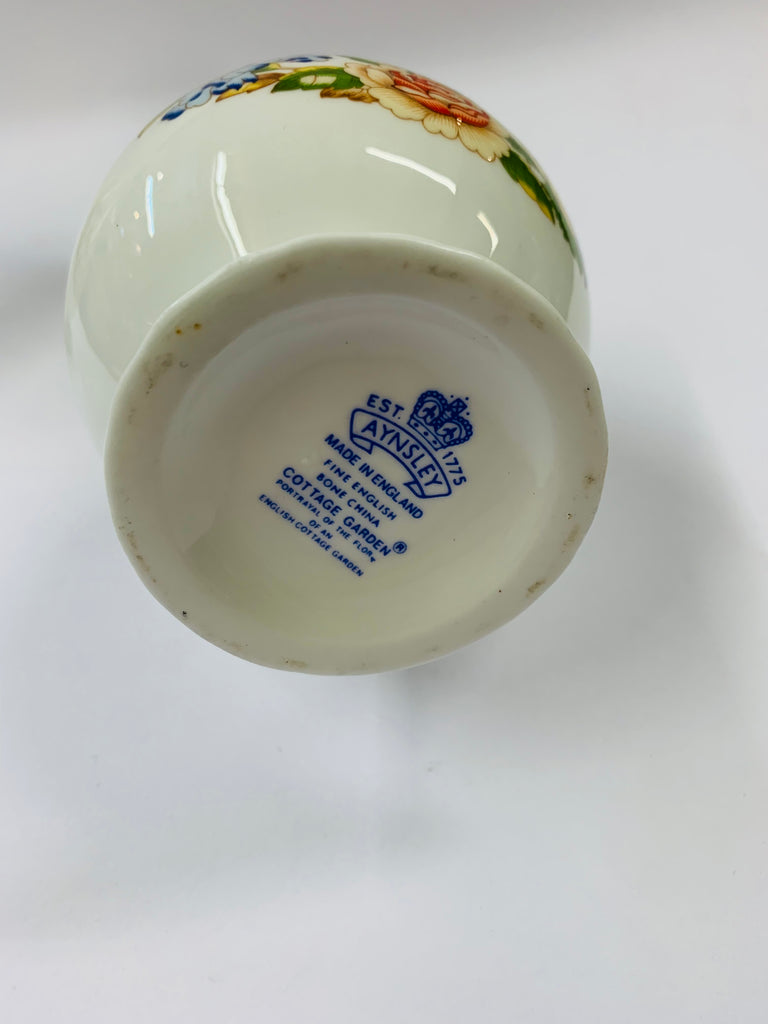 EST. 1775
AYNSLEY
MADE IN ENGLAND
FINE ENGLISH
BONE CHINA
COTTAGE GARDEN®
PORTRAYAL OF THE FLOR
OF AN
ENGLISH COTTAGE GARDEN